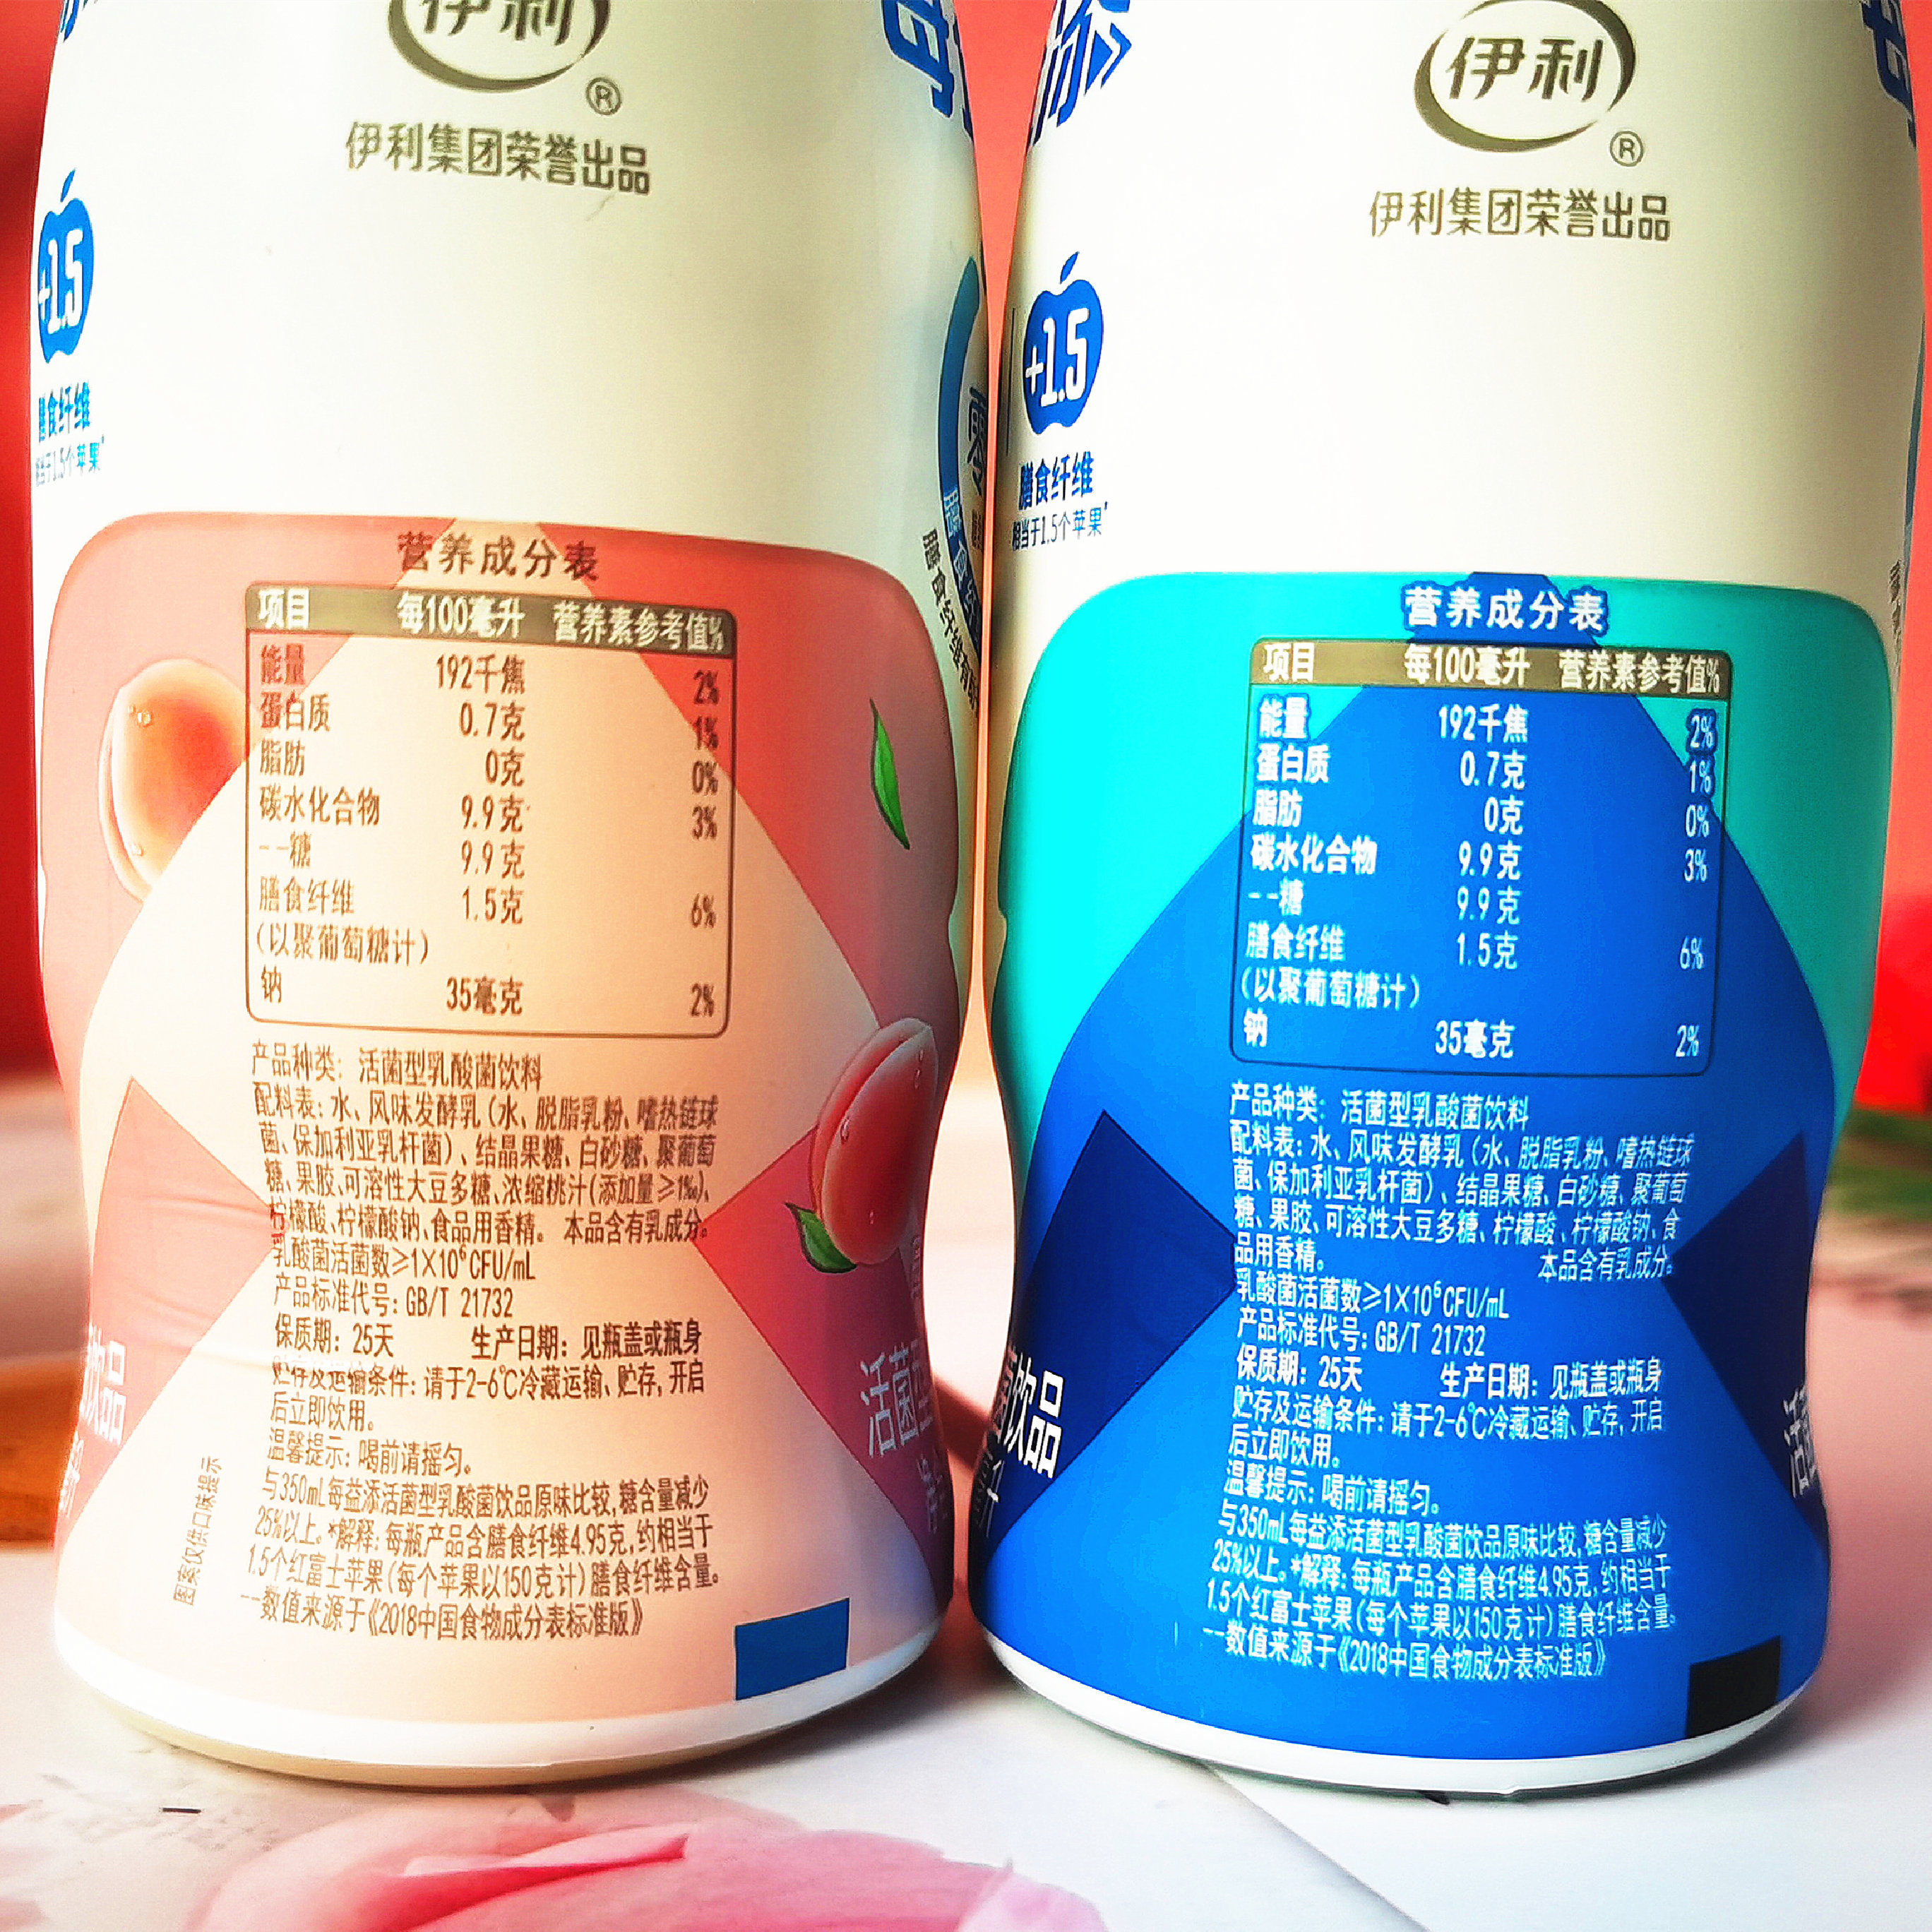 伊利
®
伊利集团荣誉出品
+1.5
膳食纤维
相当于1.5个苹果*
营养成分表
项目 每100毫升 营养素参考值%
能量 192千焦 2%
蛋白质 0.7克 1%
脂肪 0克 0%
碳水化合物 9.9克 3%
--糖 9.9克
膳食纤维 1.5克 6%
(以聚葡萄糖计)
钠 35毫克 2%
产品种类：活菌型乳酸菌饮料
配料表：水、风味发酵乳（水、脱脂乳粉、嗜热链球
菌、保加利亚乳杆菌）、结晶果糖、白砂糖、聚葡萄
糖、果胶、可溶性大豆多糖、浓缩桃汁(添加量≥1‰)、
柠檬酸、柠檬酸钠、食品用香精。 本品含有乳成分。
乳酸菌活菌数≥1×10⁶CFU/mL
产品标准代号：GB/T 21732
保质期：25天 生产日期：见瓶盖或瓶身
贮存及运输条件：请于2-6℃冷藏运输、贮存，开启
后立即饮用。
温馨提示：喝前请摇匀。
与350mL每益添活菌型乳酸菌饮品原味比较，糖含量减少
25%以上。*解释：每瓶产品含膳食纤维4.95克，约相当于
1.5个红富士苹果（每个苹果以150克计）膳食纤维含量。
--数值来源于《2018中国食物成分表标准版》
图案仅供口味提示
饮品
活菌
伊利
®
伊利集团荣誉出品
+1.5
膳食纤维
相当于1.5个苹果*
营养成分表
项目 每100毫升 营养素参考值%
能量 192千焦 2%
蛋白质 0.7克 1%
脂肪 0克 0%
碳水化合物 9.9克 3%
--糖 9.9克
膳食纤维 1.5克 6%
(以聚葡萄糖计)
钠 35毫克 2%
产品种类：活菌型乳酸菌饮料
配料表：水、风味发酵乳（水、脱脂乳粉、嗜热链球
菌、保加利亚乳杆菌）、结晶果糖、白砂糖、聚葡萄
糖、果胶、可溶性大豆多糖、柠檬酸、柠檬酸钠、食
品用香精。 本品含有乳成分。
乳酸菌活菌数≥1×10⁶CFU/mL
产品标准代号：GB/T 21732
保质期：25天 生产日期：见瓶盖或瓶身
贮存及运输条件：请于2-6℃冷藏运输、贮存，开启
后立即饮用。
温馨提示：喝前请摇匀。
与350mL每益添活菌型乳酸菌饮品原味比较，糖含量减少
25%以上。*解释：每瓶产品含膳食纤维4.95克，约相当于
1.5个红富士苹果（每个苹果以150克计）膳食纤维含量。
--数值来源于《2018中国食物成分表标准版》
饮品